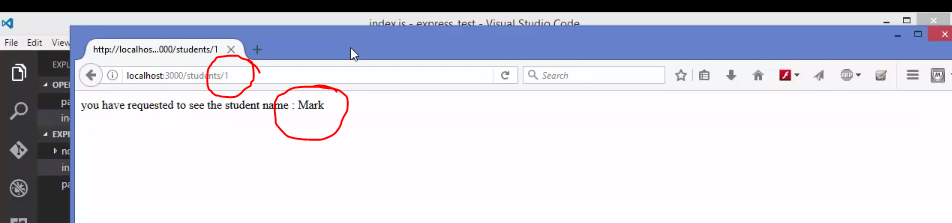 index.js - express_test - Visual Studio Code
File Edit View
http://localhos...000/students/1
EXPL
localhost:3000/students/1
Search
OPE
pa
you have requested to see the student name : Mark
in
EXP
no
in
pa